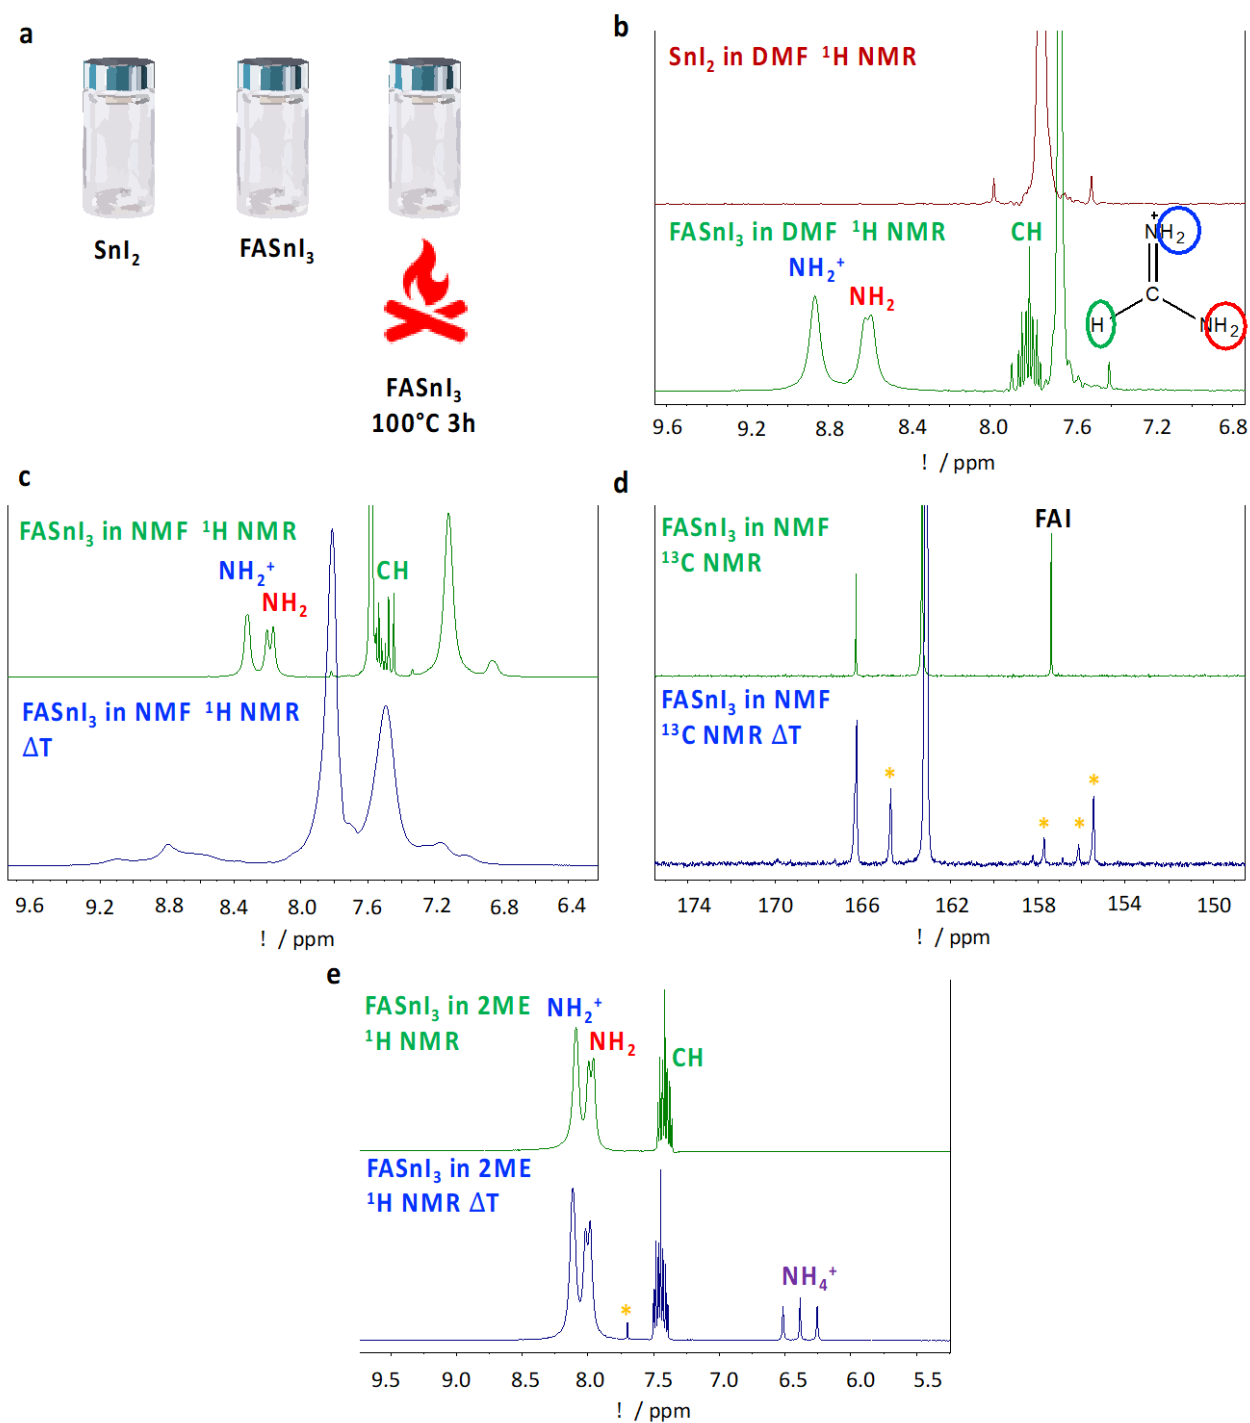 a
SnI₂
FASnI₃
FASnI₃
100°C 3h
b
SnI₂ in DMF ¹H NMR
FASnI₃ in DMF ¹H NMR
CH
NH₂⁺
NH₂
NH₂
+
C
H
NH₂
9.6 9.2 8.8 8.4 8.0 7.6 7.2 6.8
! / ppm
c
FASnI₃ in NMF ¹H NMR
NH₂⁺
CH
NH₂
FASnI₃ in NMF ¹H NMR
ΔT
9.6 9.2 8.8 8.4 8.0 7.6 7.2 6.8 6.4
! / ppm
d
FASnI₃ in NMF
¹³C NMR
FAI
FASnI₃ in NMF
¹³C NMR ΔT
* * * *
174 170 166 162 158 154 150
! / ppm
e
FASnI₃ in 2ME
¹H NMR
NH₂⁺
NH₂
CH
FASnI₃ in 2ME
¹H NMR ΔT
*
NH₄⁺
9.5 9.0 8.5 8.0 7.5 7.0 6.5 6.0 5.5
! / ppm